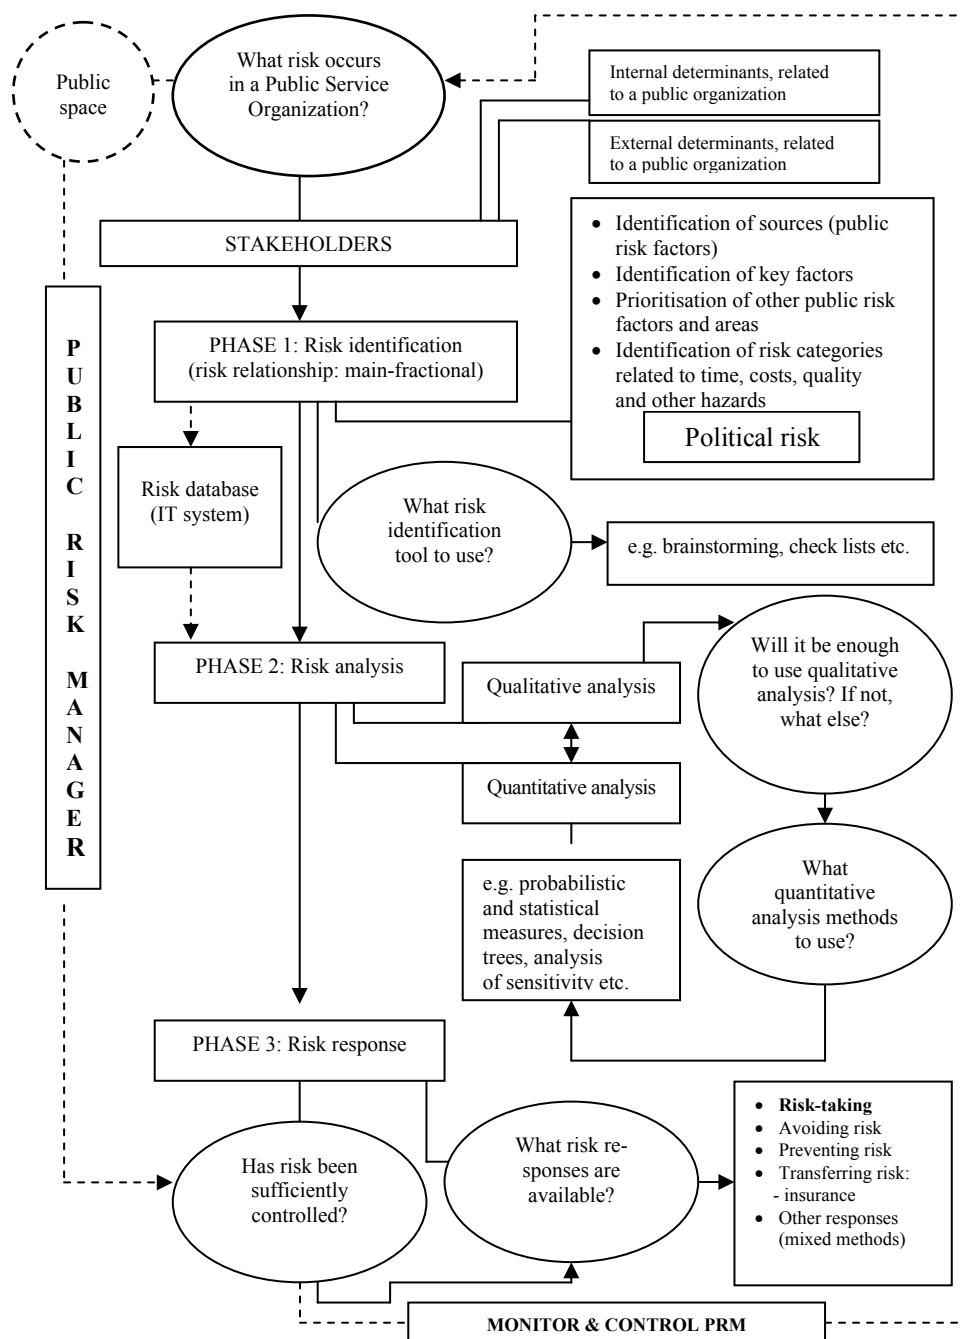 What risk occurs
in a Public Service
Organization?
Public
space
Internal determinants, related
to a public organization
External determinants, related
to a public organization
STAKEHOLDERS
• Identification of sources (public
risk factors)
• Identification of key factors
• Prioritisation of other public risk
factors and areas
• Identification of risk categories
related to time, costs, quality
and other hazards
Political risk
PUBLIC RISK MANAGER
PHASE 1: Risk identification
(risk relationship: main-fractional)
Risk database
(IT system)
What risk
identification
tool to use?
e.g. brainstorming, check lists etc.
PHASE 2: Risk analysis
Qualitative analysis
Will it be enough
to use qualitative
analysis? If not,
what else?
Quantitative analysis
e.g. probabilistic
and statistical
measures, decision
trees, analysis
of sensitivity etc.
What
quantitative
analysis methods
to use?
PHASE 3: Risk response
Has risk been
sufficiently
controlled?
What risk re-
sponses are
available?
• Risk-taking
• Avoiding risk
• Preventing risk
• Transferring risk:
- insurance
• Other responses
(mixed methods)
MONITOR & CONTROL PRM